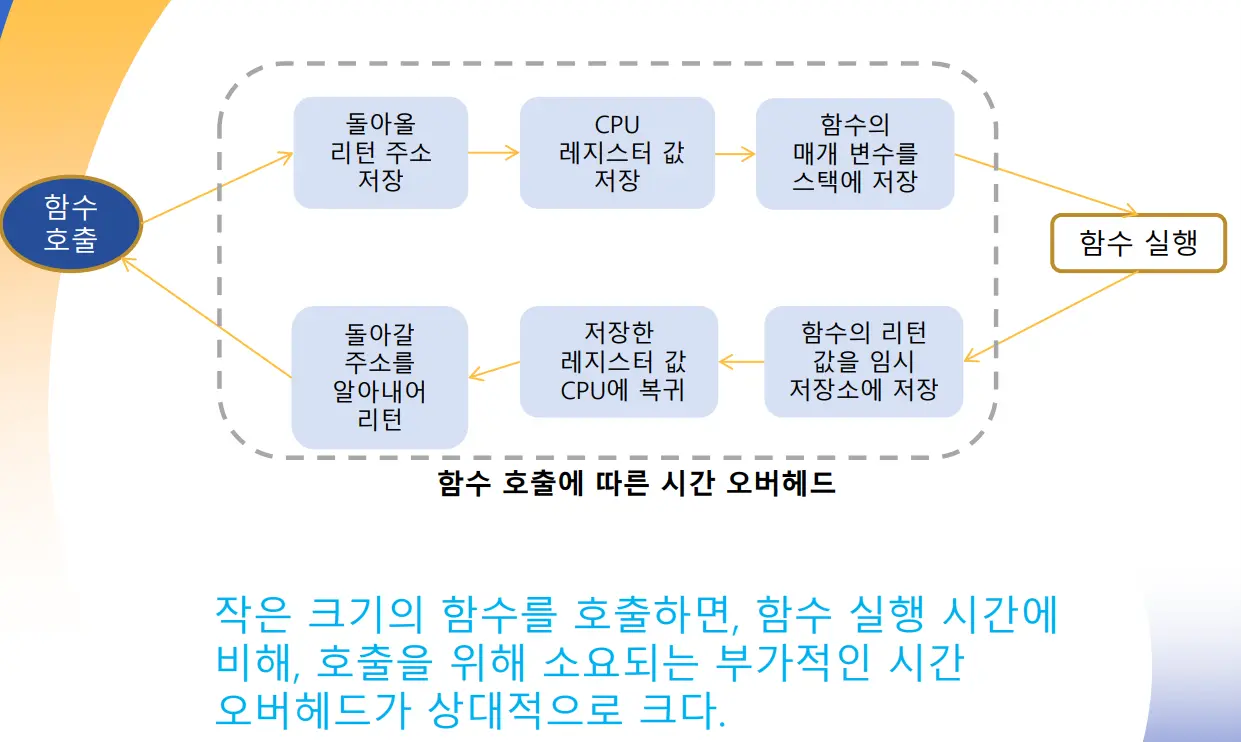 함수
호출
돌아올
리턴 주소
저장
CPU
레지스터 값
저장
함수의
매개 변수를
스택에 저장
함수 실행
함수의 리턴
값을 임시
저장소에 저장
저장한
레지스터 값
CPU에 복귀
돌아갈
주소를
알아내어
리턴
함수 호출에 따른 시간 오버헤드
작은 크기의 함수를 호출하면, 함수 실행 시간에
비해, 호출을 위해 소요되는 부가적인 시간
오버헤드가 상대적으로 크다.